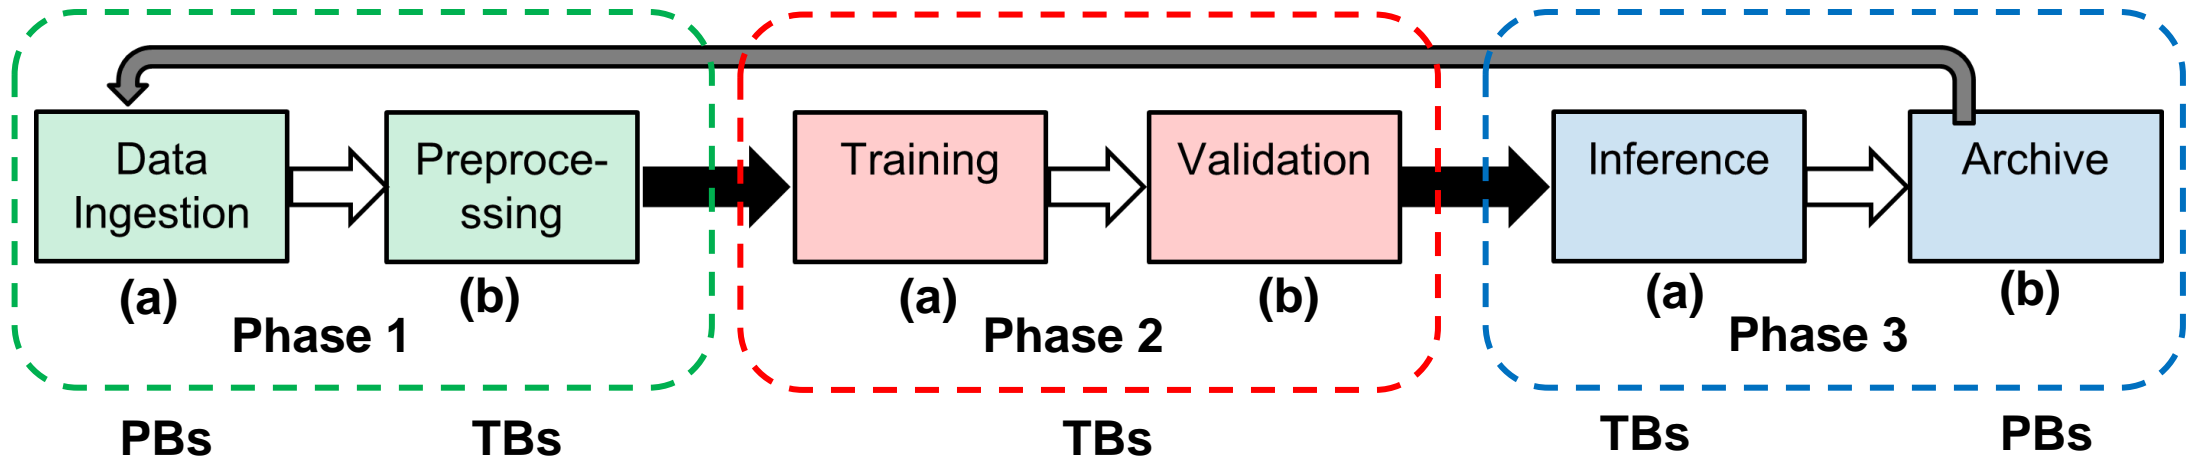 Data
Ingestion
Preproce-
ssing
Training
Validation
Inference
Archive
(a)
(b)
(a)
(b)
(a)
(b)
Phase 1
Phase 2
Phase 3
PBs
TBs
TBs
TBs
PBs